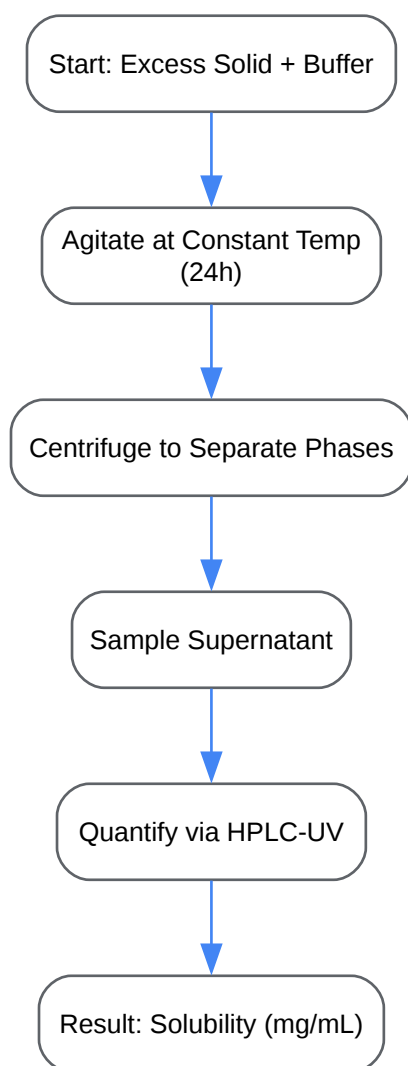 Start: Excess Solid + Buffer
Agitate at Constant Temp
(24h)
Centrifuge to Separate Phases
Sample Supernatant
Quantify via HPLC-UV
Result: Solubility (mg/mL)